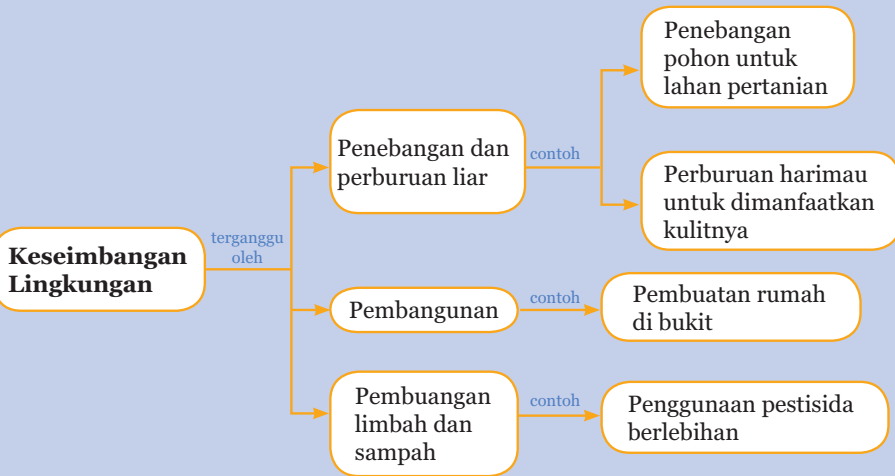 Keseimbangan
Lingkungan
terganggu
oleh
Penebangan dan
perburuan liar
contoh
Penebangan
pohon untuk
lahan pertanian
Perburuan harimau
untuk dimanfaatkan
kulitnya
Pembangunan
contoh
Pembuatan rumah
di bukit
Pembuangan
limbah dan
sampah
contoh
Penggunaan pestisida
berlebihan